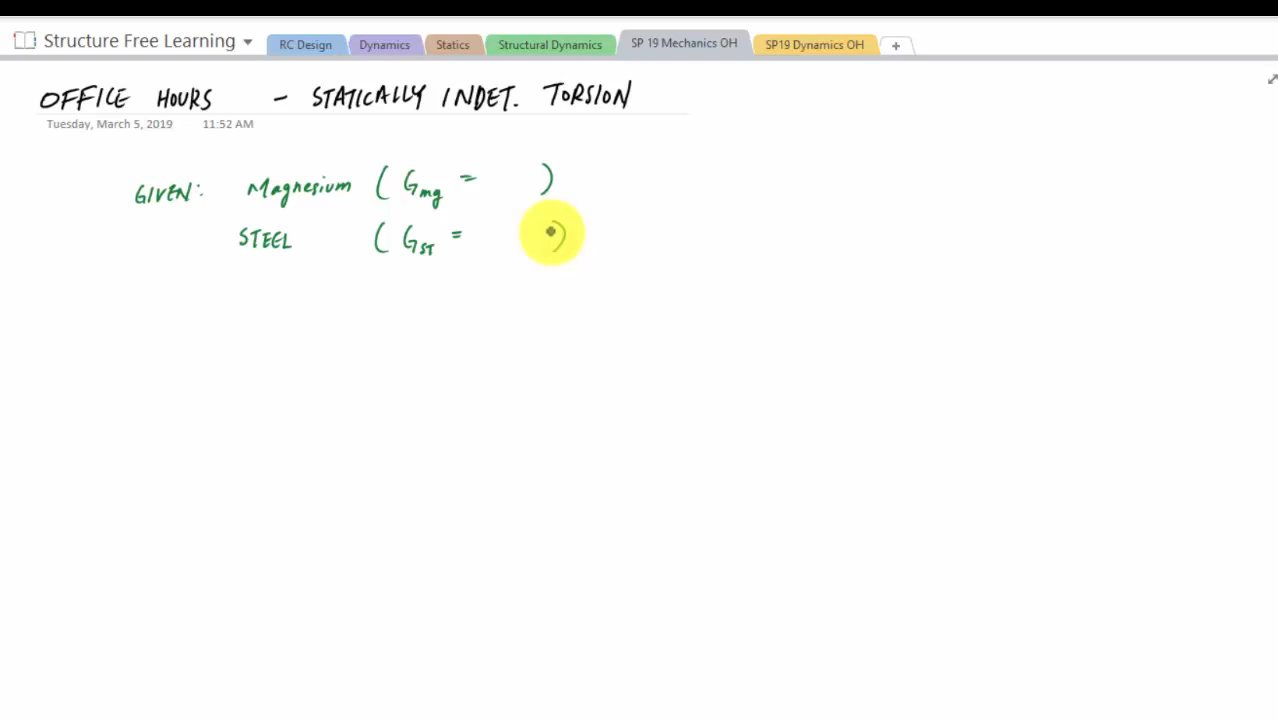 Structure Free Learning RC Design Dynamics Statics Structural Dynamics SP 19 Mechanics OH SP19 Dynamics OH +
OFFICE HOURS - STATICALLY INDET. TORSION
Tuesday, March 5, 2019 11:52 AM
GIVEN: Magnesium ( Gmg = )
STEEL ( GST = )